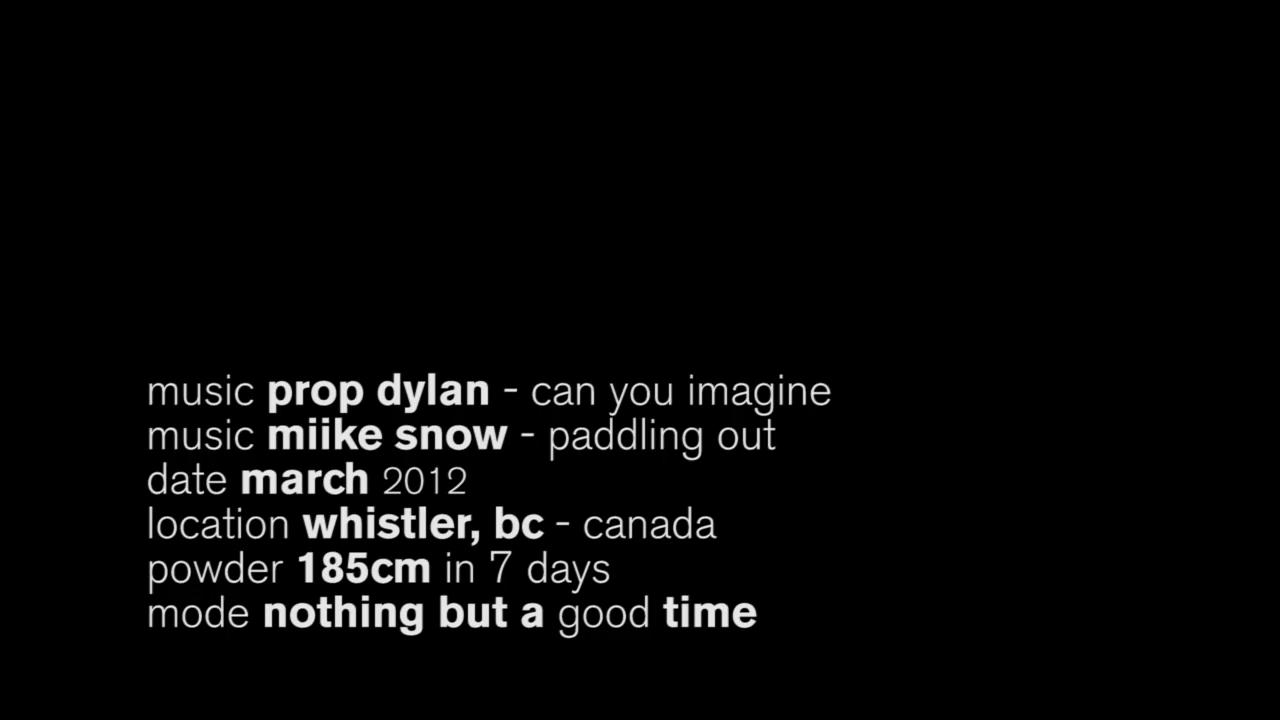 music prop dylan - can you imagine
music miike snow - paddling out
date march 2012
location whistler, bc - canada
powder 185cm in 7 days
mode nothing but a good time